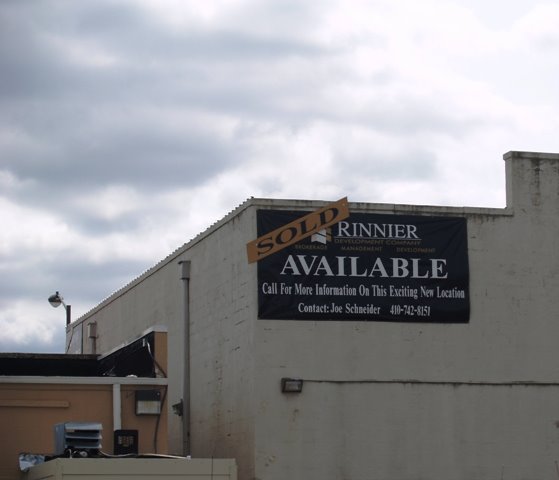 SOLD
RINNIER
DEVELOPMENT COMPANY
BROKERAGE MANAGEMENT DEVELOPMENT
AVAILABLE
Call For More Information On This Exciting New Location
Contact: Joe Schneider 410-742-8151